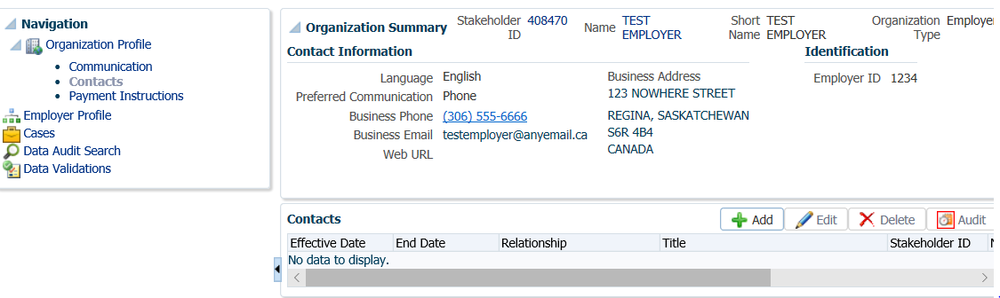 Navigation
Organization Profile
Communication
Contacts
Payment Instructions
Employer Profile
Cases
Data Audit Search
Data Validations
Organization Summary Stakeholder ID 408470 Name TEST EMPLOYER Short Name TEST EMPLOYER Organization Type Employer
Contact Information
Language English
Preferred Communication Phone
Business Phone (306) 555-6666
Business Email testemployer@anyemail.ca
Web URL
Business Address
123 NOWHERE STREET
REGINA, SASKATCHEWAN
S6R 4B4
CANADA
Identification
Employer ID 1234
Contacts
Add Edit Delete Audit
Effective Date End Date Relationship Title Stakeholder ID
No data to display.